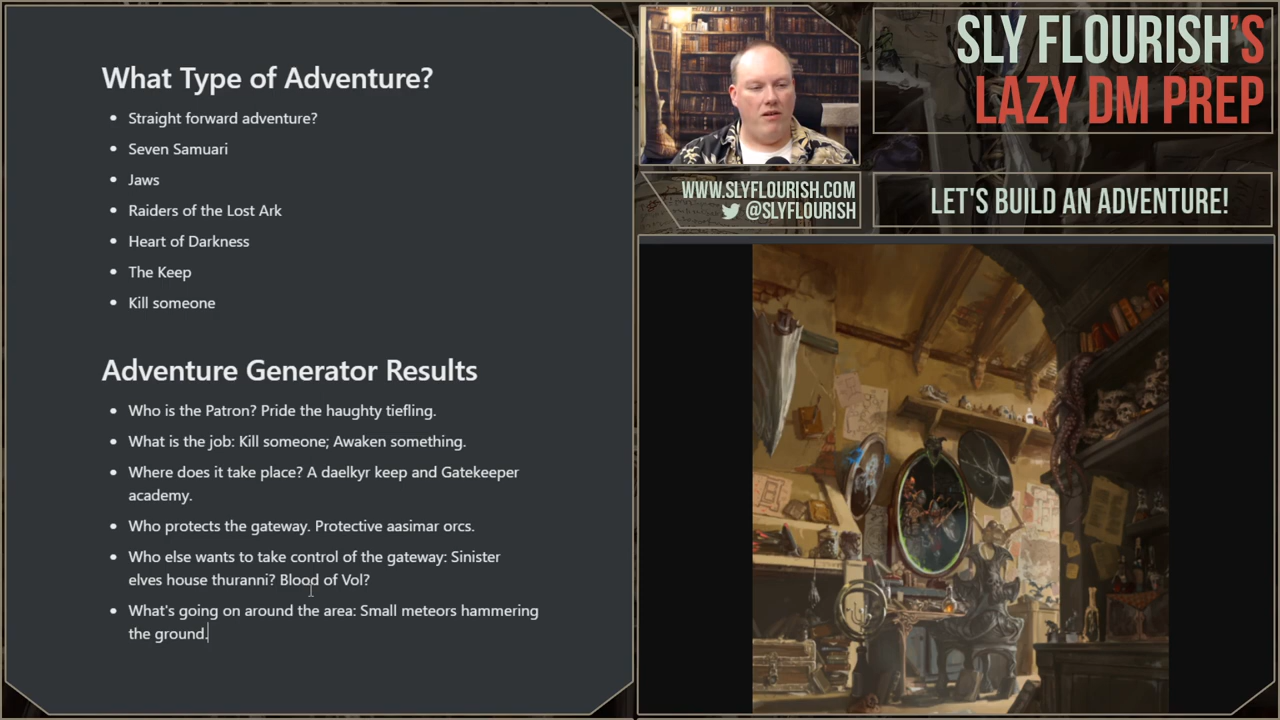 What Type of Adventure?
Straight forward adventure?
Seven Samuari
Jaws
Raiders of the Lost Ark
Heart of Darkness
The Keep
Kill someone
Adventure Generator Results
Who is the Patron? Pride the haughty tiefling.
What is the job: Kill someone; Awaken something.
Where does it take place? A daelkyr keep and Gatekeeper
academy.
Who protects the gateway. Protective aasimar orcs.
Who else wants to take control of the gateway: Sinister
elves house thuranni? Blood of Vol?
What's going on around the area: Small meteors hammering
the ground.
SLY FLOURISH'S
LAZY DM PREP
WWW.SLYFLOURISH.COM
@SLYFLOURISH
LET'S BUILD AN ADVENTURE!